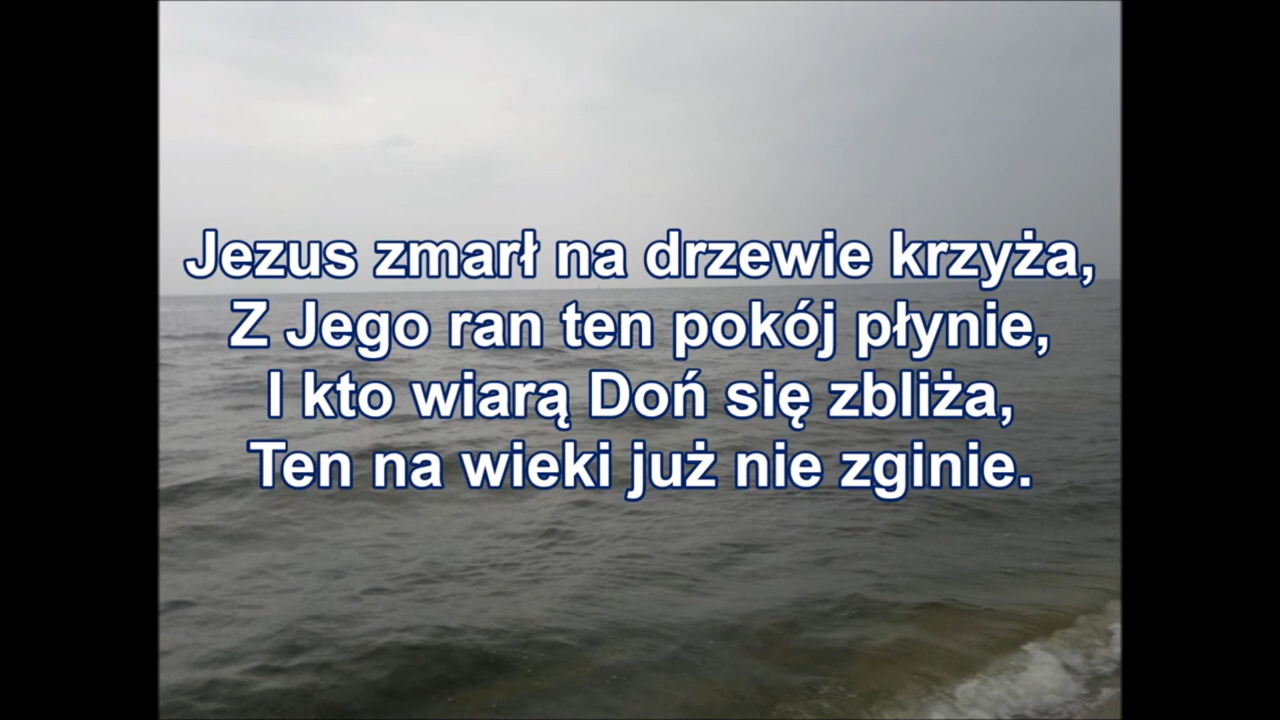 Jezus zmarł na drzewie krzyża,
Z Jego ran ten pokój płynie,
I kto wiarą Doń się zbliża,
Ten na wieki już nie zginie.